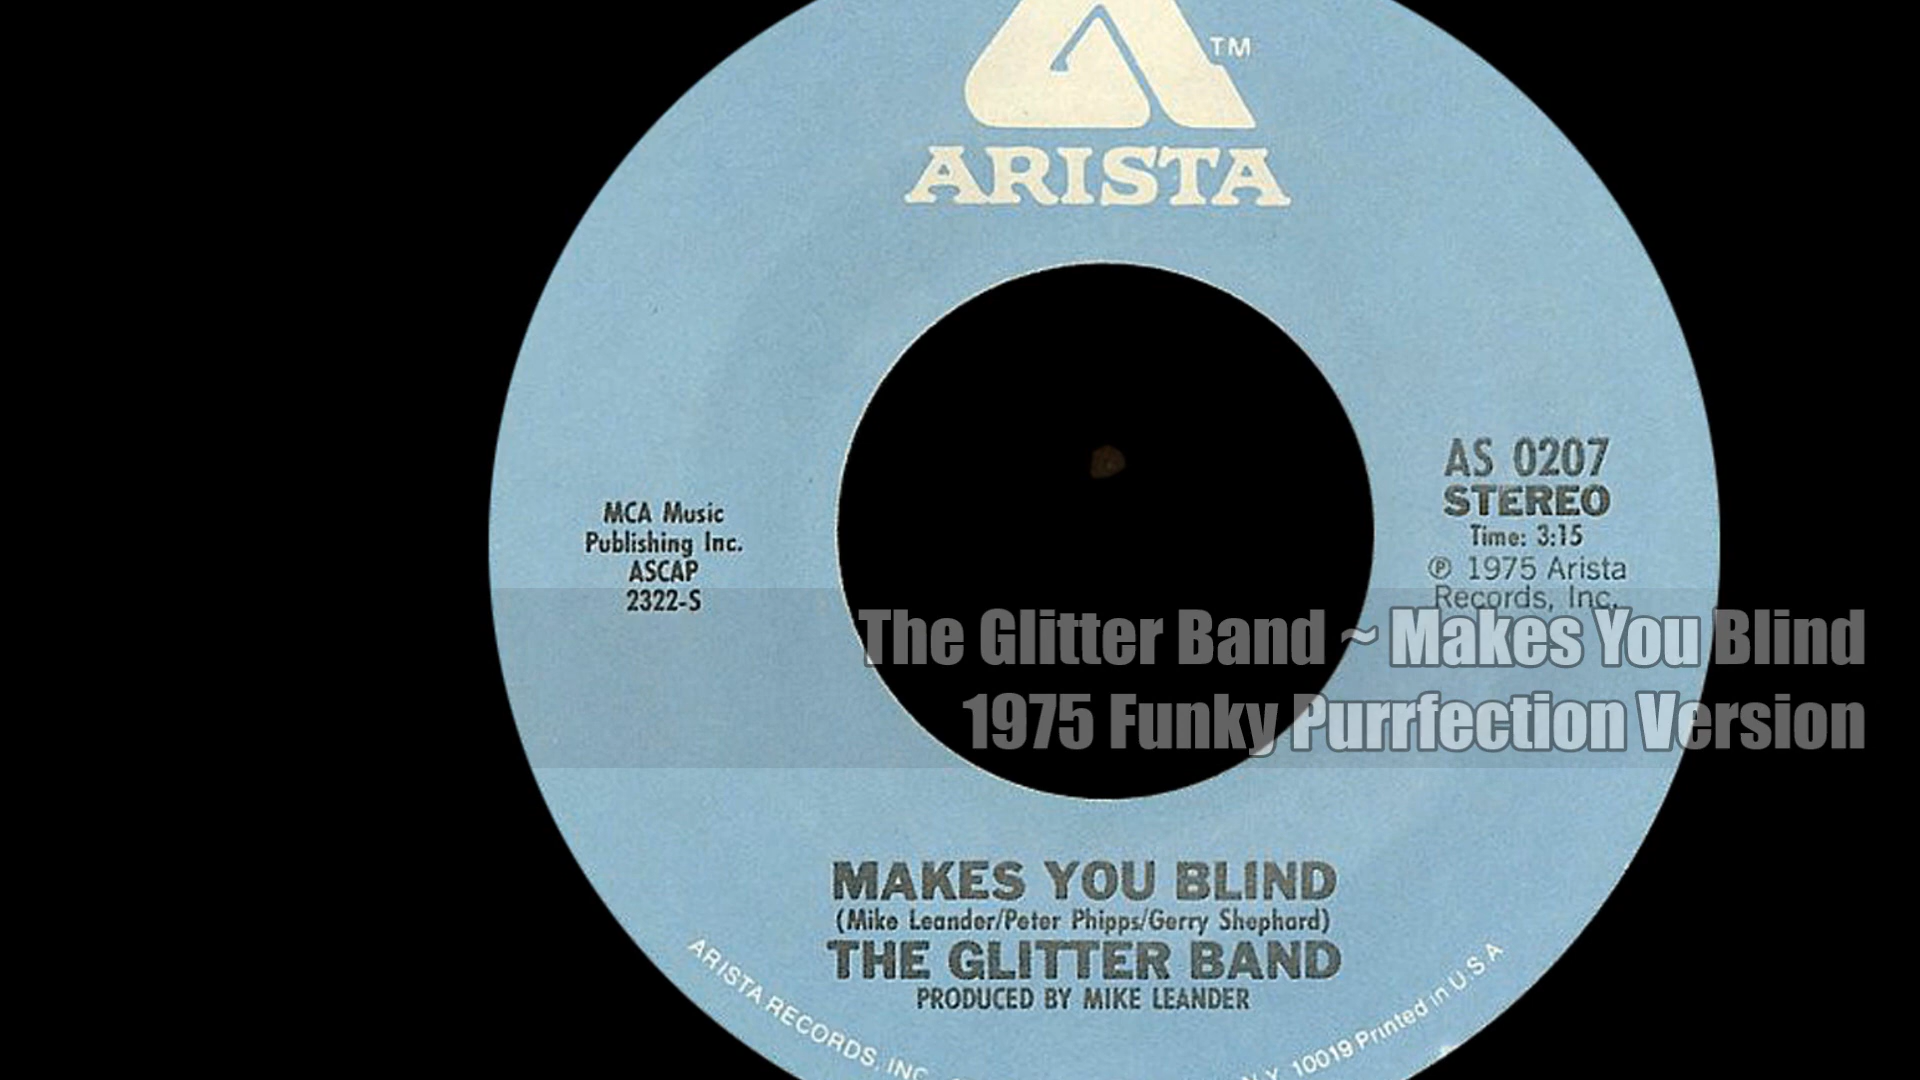 TM
ARISTA
MCA Music
Publishing Inc.
ASCAP
2322-S
AS 0207
STEREO
Time: 3:15
℗ 1975 Arista
Records, Inc.
The Glitter Band ~ Makes You Blind
1975 Funky Purrfection Version
MAKES YOU BLIND
(Mike Leander/Peter Phipps/Gerry Shephard)
THE GLITTER BAND
PRODUCED BY MIKE LEANDER
ARISTA RECORDS, INC. N.Y. 10019 Printed in U.S.A